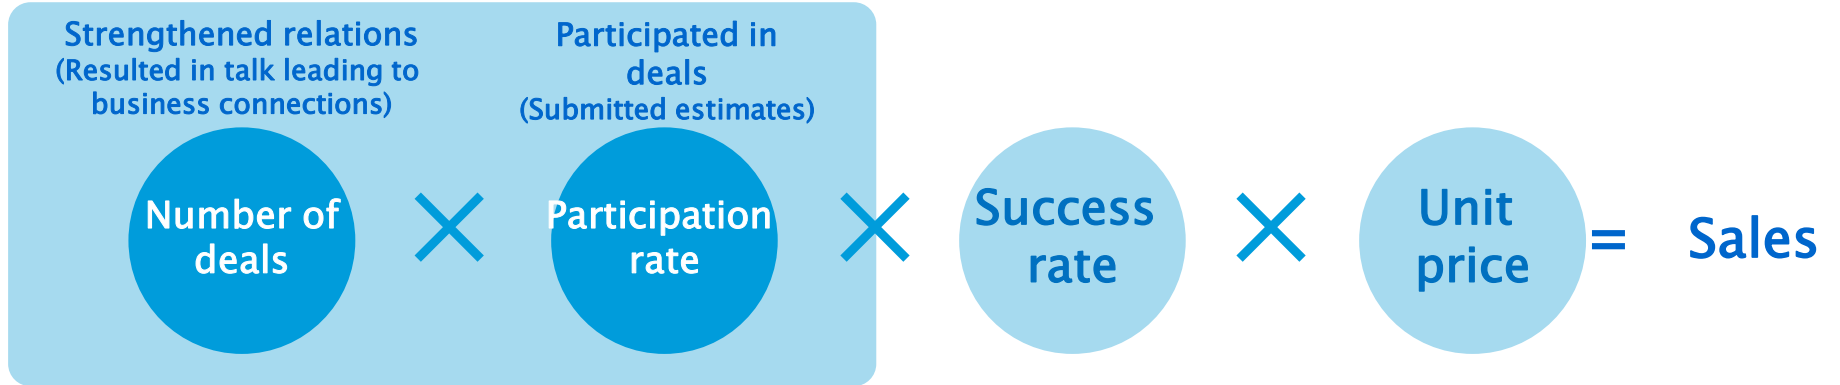 Strengthened relations
(Resulted in talk leading to
business connections)
Participated in
deals
(Submitted estimates)
Number of
deals
×
Participation
rate
×
Success
rate
×
Unit
price
=
Sales